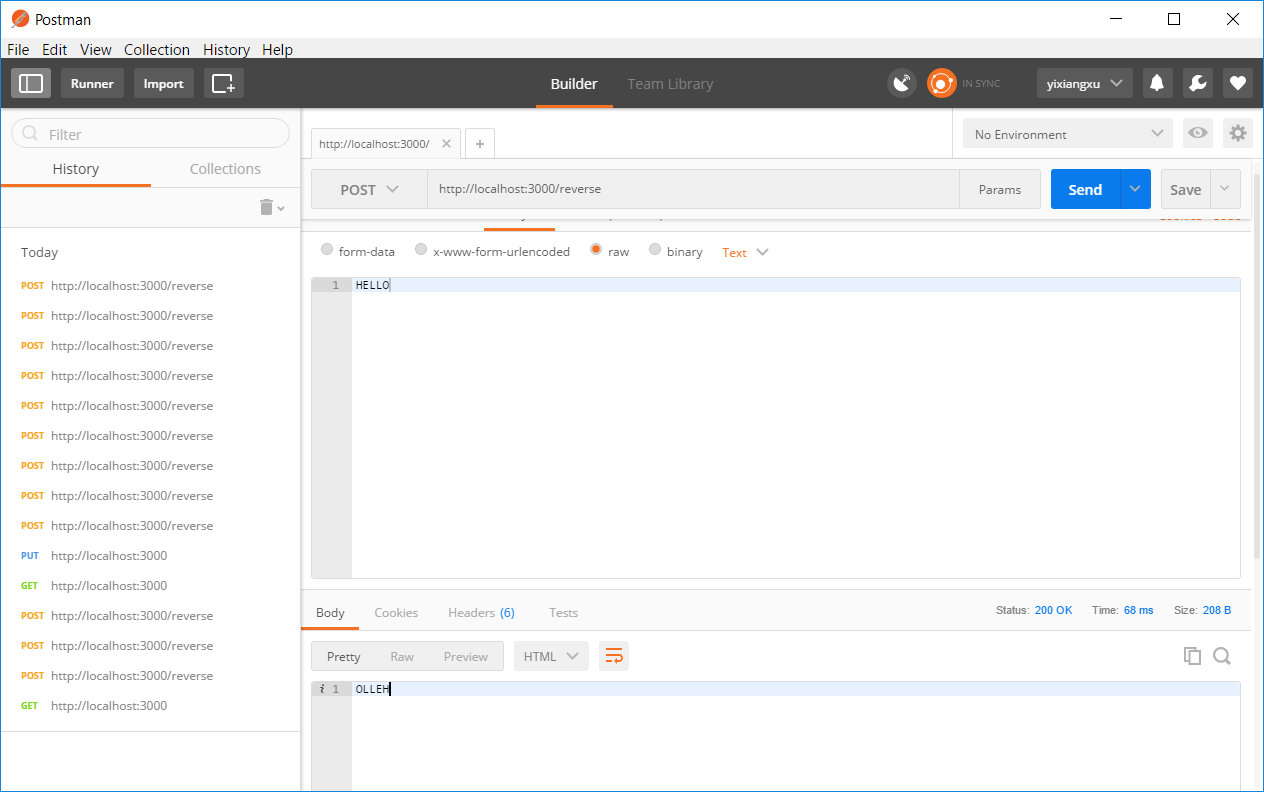 Postman
File Edit View Collection History Help
Runner Import Builder Team Library IN SYNC yixiangxu
Filter
History Collections
Today
POST http://localhost:3000/reverse
POST http://localhost:3000/reverse
POST http://localhost:3000/reverse
POST http://localhost:3000/reverse
POST http://localhost:3000/reverse
POST http://localhost:3000/reverse
POST http://localhost:3000/reverse
POST http://localhost:3000/reverse
POST http://localhost:3000/reverse
PUT http://localhost:3000
GET http://localhost:3000
POST http://localhost:3000/reverse
POST http://localhost:3000/reverse
POST http://localhost:3000/reverse
GET http://localhost:3000
http://localhost:3000/ No Environment
POST http://localhost:3000/reverse Params Send Save
form-data x-www-form-urlencoded raw binary Text
1 HELLO
Body Cookies Headers (6) Tests Status: 200 OK Time: 68 ms Size: 208 B
Pretty Raw Preview HTML
i 1 OLLEH